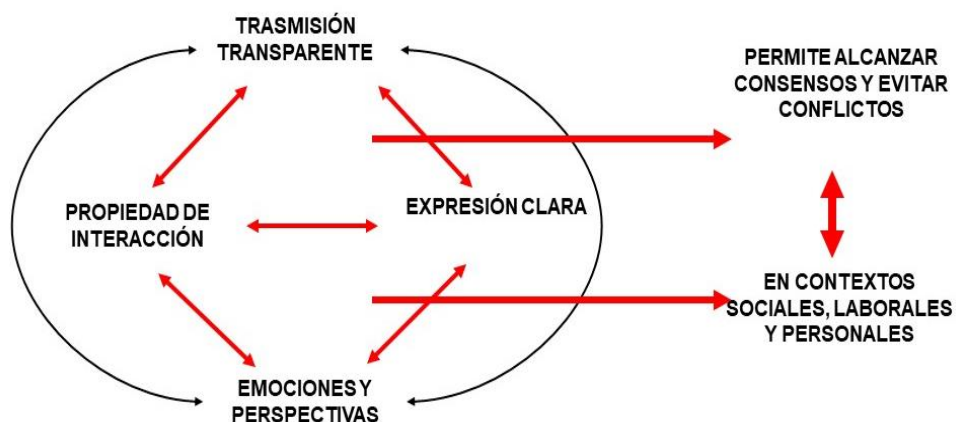 TRASMISIÓN
TRANSPARENTE
PERMITE ALCANZAR
CONSENSOS Y EVITAR
CONFLICTOS
PROPIEDAD DE
INTERACCIÓN
EXPRESIÓN CLARA
EN CONTEXTOS
SOCIALES, LABORALES
Y PERSONALES
EMOCIONES Y
PERSPECTIVAS